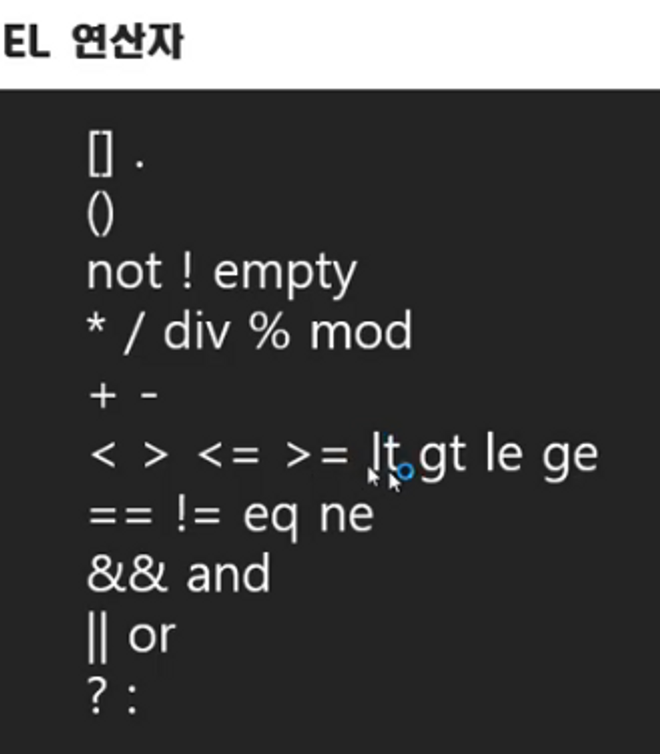 EL 연산자
[] .
()
not ! empty
* / div % mod
+ -
< > <= >= lt gt le ge
== != eq ne
&& and
|| or
? :